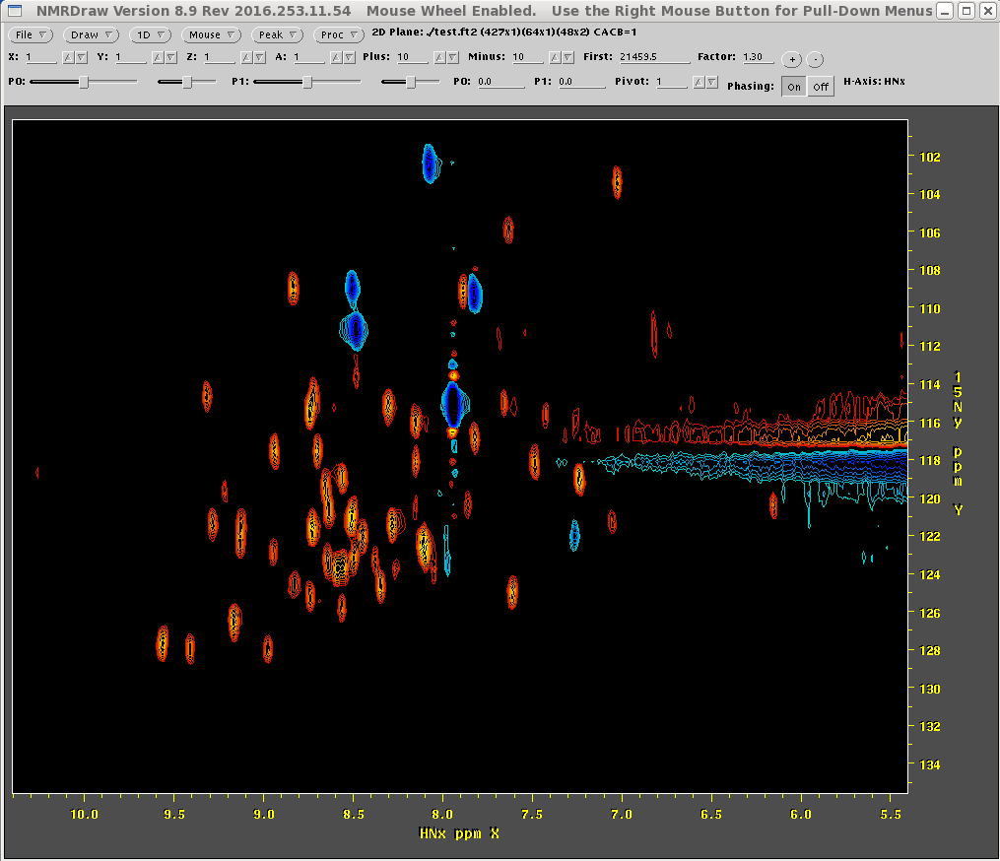 NMRDraw Version 8.9 Rev 2016.253.11.54 Mouse Wheel Enabled. Use the Right Mouse Button for Pull-Down Menus
File Draw 1D Mouse Peak Proc 2D Plane: ./test.ft2 (427x1)(64x1)(48x2) CACB=1
X: 1 Y: 1 Z: 1 A: 1 Plus: 10 Minus: 10 First: 21459.5 Factor: 1.30 + -
P0: P1: P0: 0.0 P1: 0.0 Pivot: 1 Phasing: On Off H-Axis: HNx
102
104
106
108
110
112
114
116
118
120
122
124
126
128
130
132
134
15Ny ppm Y
10.0 9.5 9.0 8.5 8.0 7.5 7.0 6.5 6.0 5.5
HNx ppm X